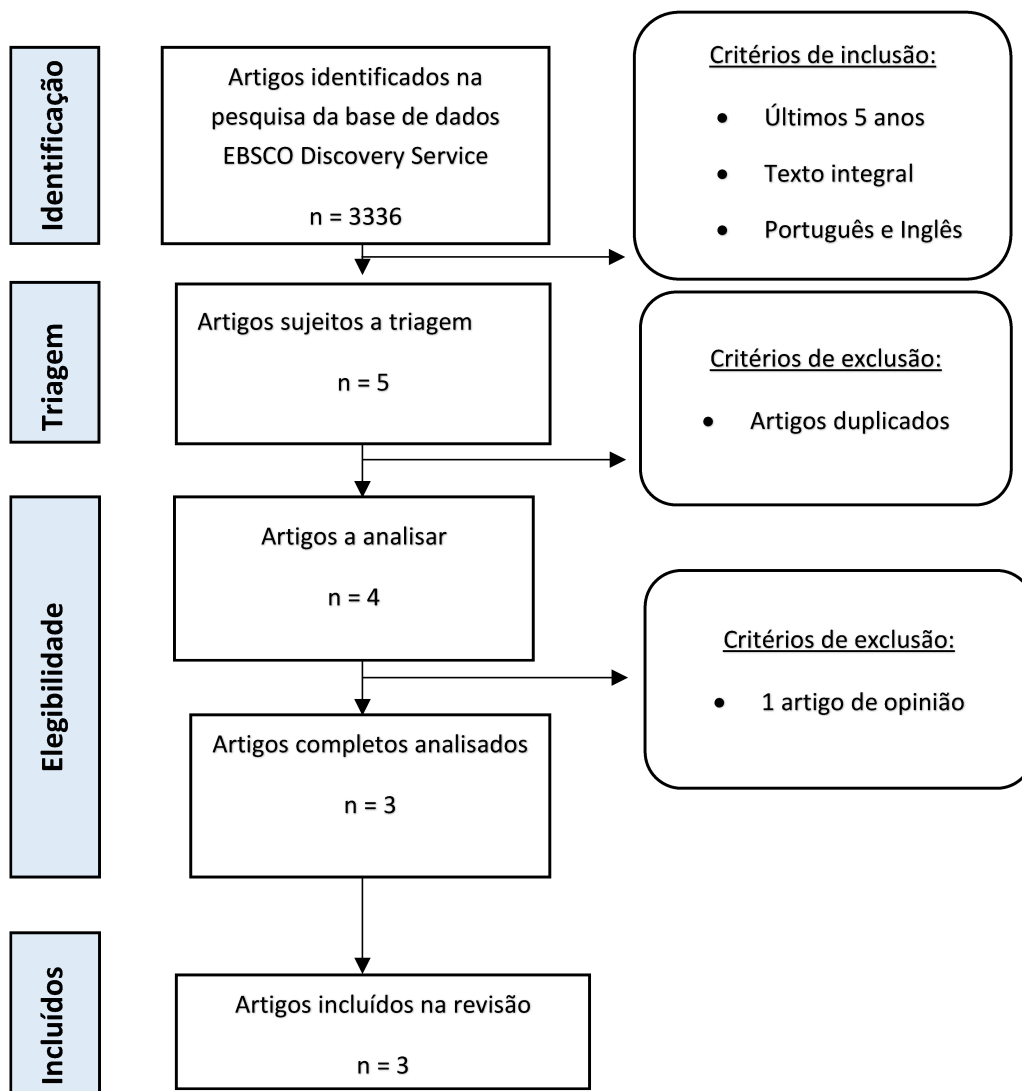 Identificação
Artigos identificados na
pesquisa da base de dados
EBSCO Discovery Service
n = 3336
Critérios de inclusão:
• Últimos 5 anos
• Texto integral
• Português e Inglês
Triagem
Artigos sujeitos a triagem
n = 5
Critérios de exclusão:
• Artigos duplicados
Elegibilidade
Artigos a analisar
n = 4
Critérios de exclusão:
• 1 artigo de opinião
Artigos completos analisados
n = 3
Incluídos
Artigos incluídos na revisão
n = 3